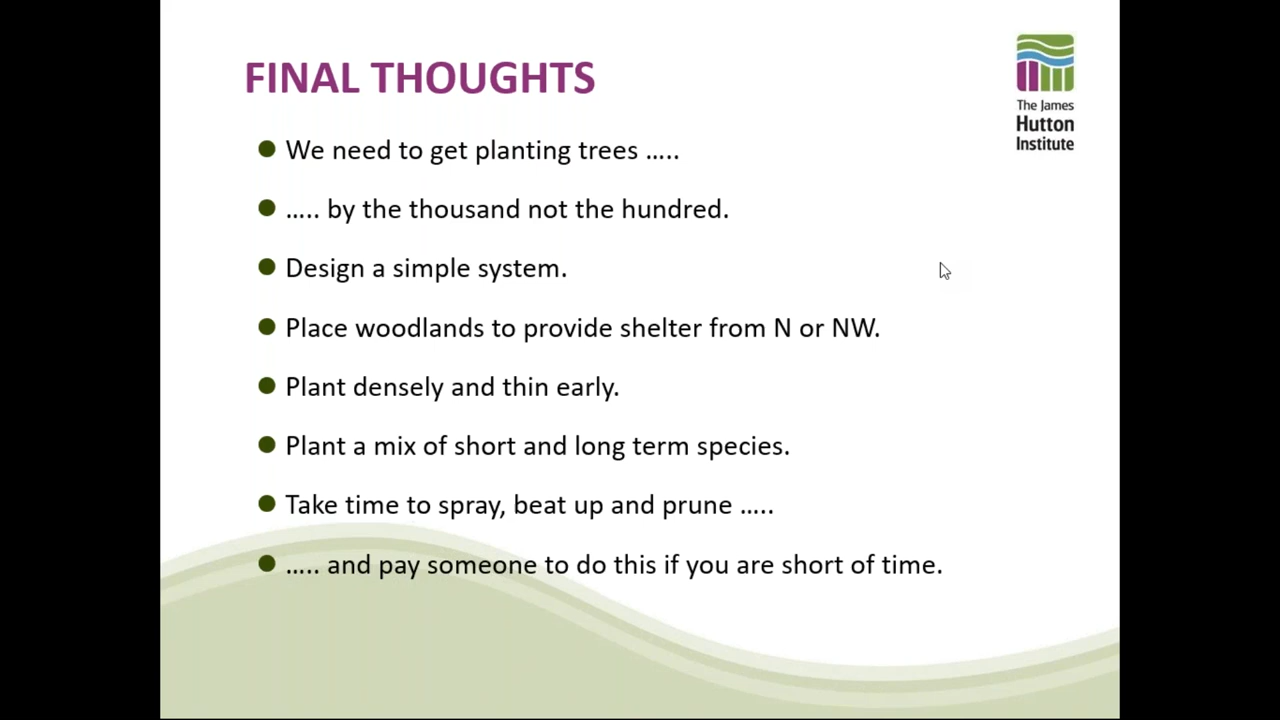 FINAL THOUGHTS
The James
Hutton
Institute
We need to get planting trees .....
..... by the thousand not the hundred.
Design a simple system.
Place woodlands to provide shelter from N or NW.
Plant densely and thin early.
Plant a mix of short and long term species.
Take time to spray, beat up and prune .....
..... and pay someone to do this if you are short of time.